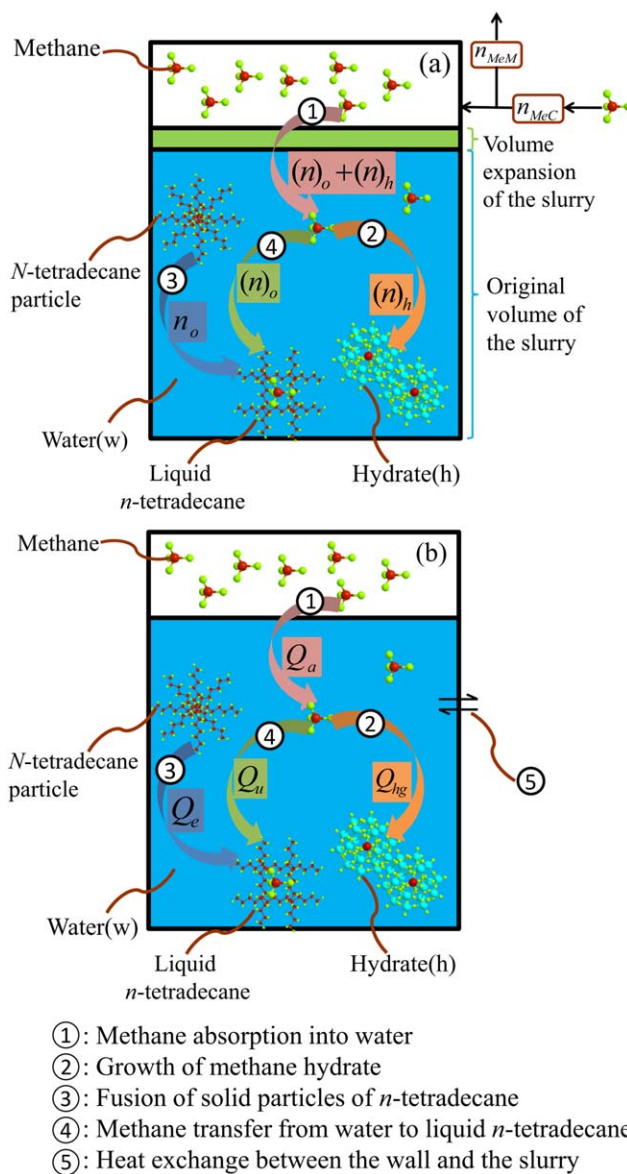 Methane
(a)
n_MeM
n_MeC
①
Volume
expansion
of the slurry
(n)_o + (n)_h
④
②
N-tetradecane
particle
③
(n)_o
(n)_h
n_o
Original
volume of
the slurry
Water(w)
Liquid
n-tetradecane
Hydrate(h)
Methane
(b)
①
Q_a
④
②
N-tetradecane
particle
③
Q_u
Q_hg
⑤
Q_e
Water(w)
Liquid
n-tetradecane
Hydrate(h)
①: Methane absorption into water
②: Growth of methane hydrate
③: Fusion of solid particles of n-tetradecane
④: Methane transfer from water to liquid n-tetradecane
⑤: Heat exchange between the wall and the slurry